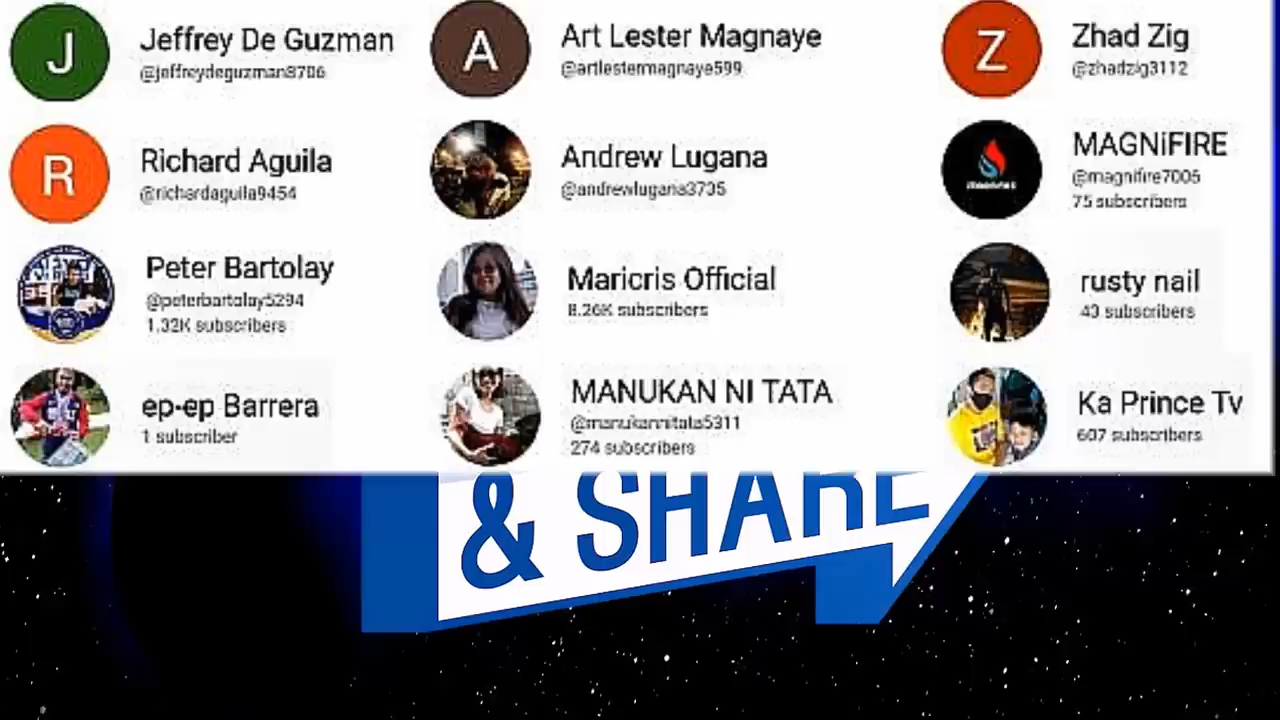 J
Jeffrey De Guzman
@jeffreydeguzman8706
A
Art Lester Magnaye
@artlestermagnaye599
Z
Zhad Zig
@zhadzig3112
R
Richard Aguila
@richardaguila9454
Andrew Lugana
@andrewlugana3735
MAGNiFIRE
@magnifire7006
75 subscribers
Peter Bartolay
@peterbartolay5294
1.32K subscribers
Maricris Official
8.26K subscribers
rusty nail
43 subscribers
ep-ep Barrera
1 subscriber
MANUKAN NI TATA
@manukannitata5311
274 subscribers
Ka Prince Tv
607 subscribers
& SHARE